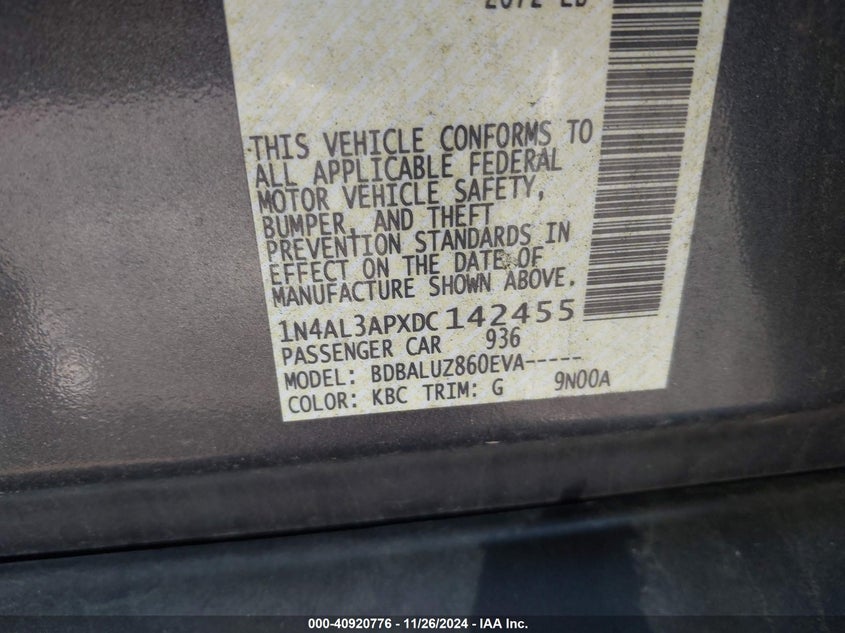 THIS VEHICLE CONFORMS TO
ALL APPLICABLE FEDERAL
MOTOR VEHICLE SAFETY,
BUMPER, AND THEFT
PREVENTION STANDARDS IN
EFFECT ON THE DATE OF
MANUFACTURE SHOWN ABOVE.
1N4AL3APXDC142455
PASSENGER CAR 936
MODEL: BDBALUZ860EVA-----
COLOR: KBC TRIM: G 9N00A
000-40920776 - 11/26/2024 - IAA Inc.